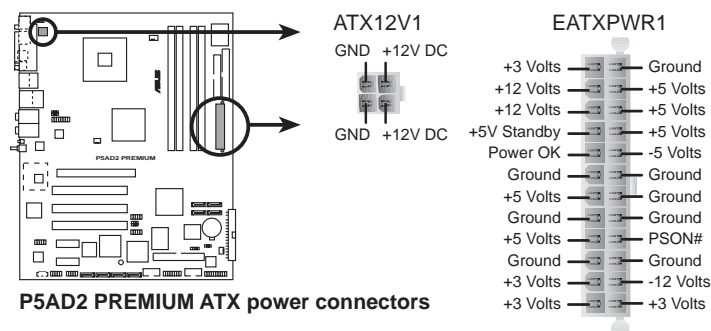 ATX12V1
GND +12V DC
GND +12V DC
EATXPWR1
+3 Volts Ground
+12 Volts +5 Volts
+12 Volts +5 Volts
+5V Standby +5 Volts
Power OK -5 Volts
Ground Ground
+5 Volts Ground
Ground Ground
+5 Volts PSON#
Ground Ground
+3 Volts -12 Volts
+3 Volts +3 Volts
ASUS
P5AD2 PREMIUM
P5AD2 PREMIUM ATX power connectors